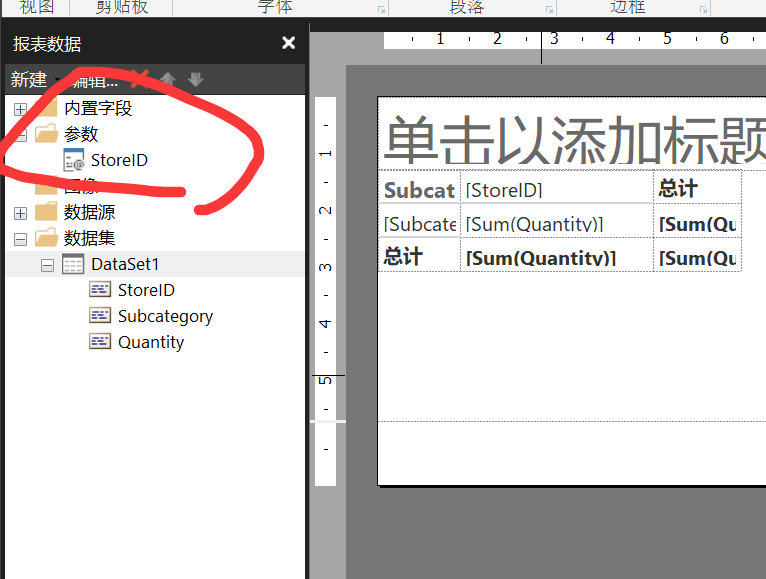 视图 剪贴板 字体 段落 边框
报表数据
新建 编辑...
1 2 3 4 5 6
内置字段
参数
StoreID
图像
数据源
数据集
DataSet1
StoreID
Subcategory
Quantity
1
2
3
4
5
单击以添加标题
Subcat [StoreID] 总计
[Subcate [Sum(Quantity)] [Sum(Qu
总计 [Sum(Quantity)] [Sum(Qu